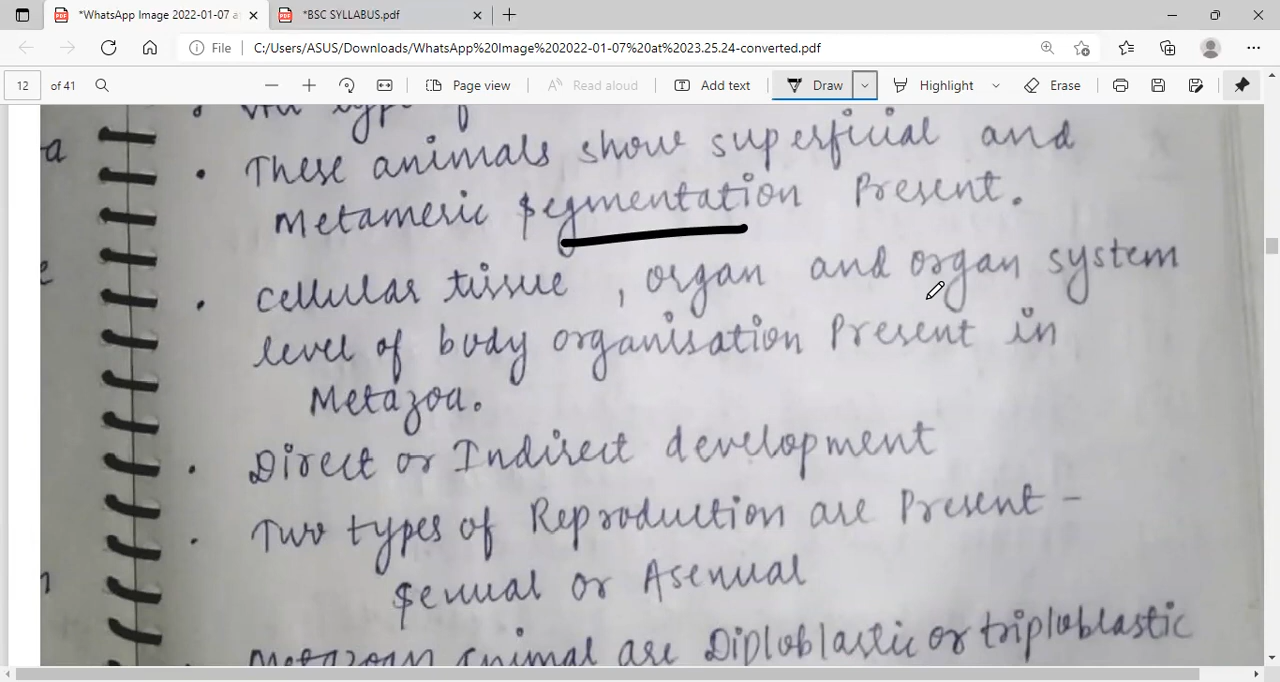 *WhatsApp Image 2022-01-07 a
*BSC SYLLABUS.pdf
File
C:/Users/ASUS/Downloads/WhatsApp%20Image%202022-01-07%20at%2023.25.24-converted.pdf
12 of 41
Page view
Read aloud
Add text
Draw
Highlight
Erase
These animals show superficial and
Metameric Segmentation Present.
Cellular tissue, organ and organ system
level of body organisation Present in
Metazoa.
Direct or Indirect development
Two types of Reproduction are Present -
Sexual or Asexual
Metazoan animal are Diploblastic or triploblastic